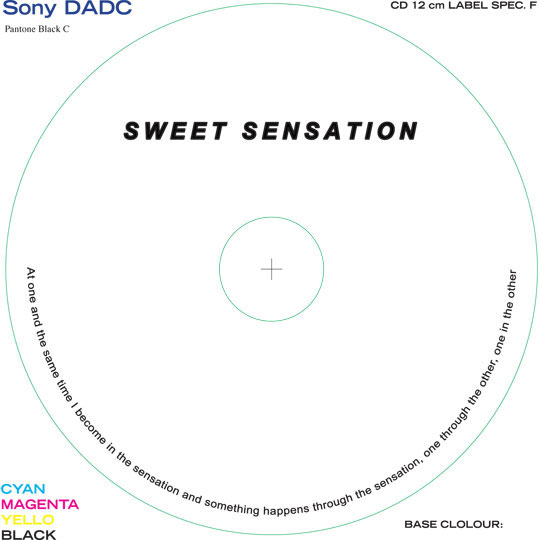 Sony DADC
CD 12 cm LABEL SPEC. F
Pantone Black C
SWEET SENSATION
At one and the same time I become in the sensation and something happens through the sensation, one through the other, one in the other
CYAN
MAGENTA
YELLO
BLACK
BASE CLOLOUR: